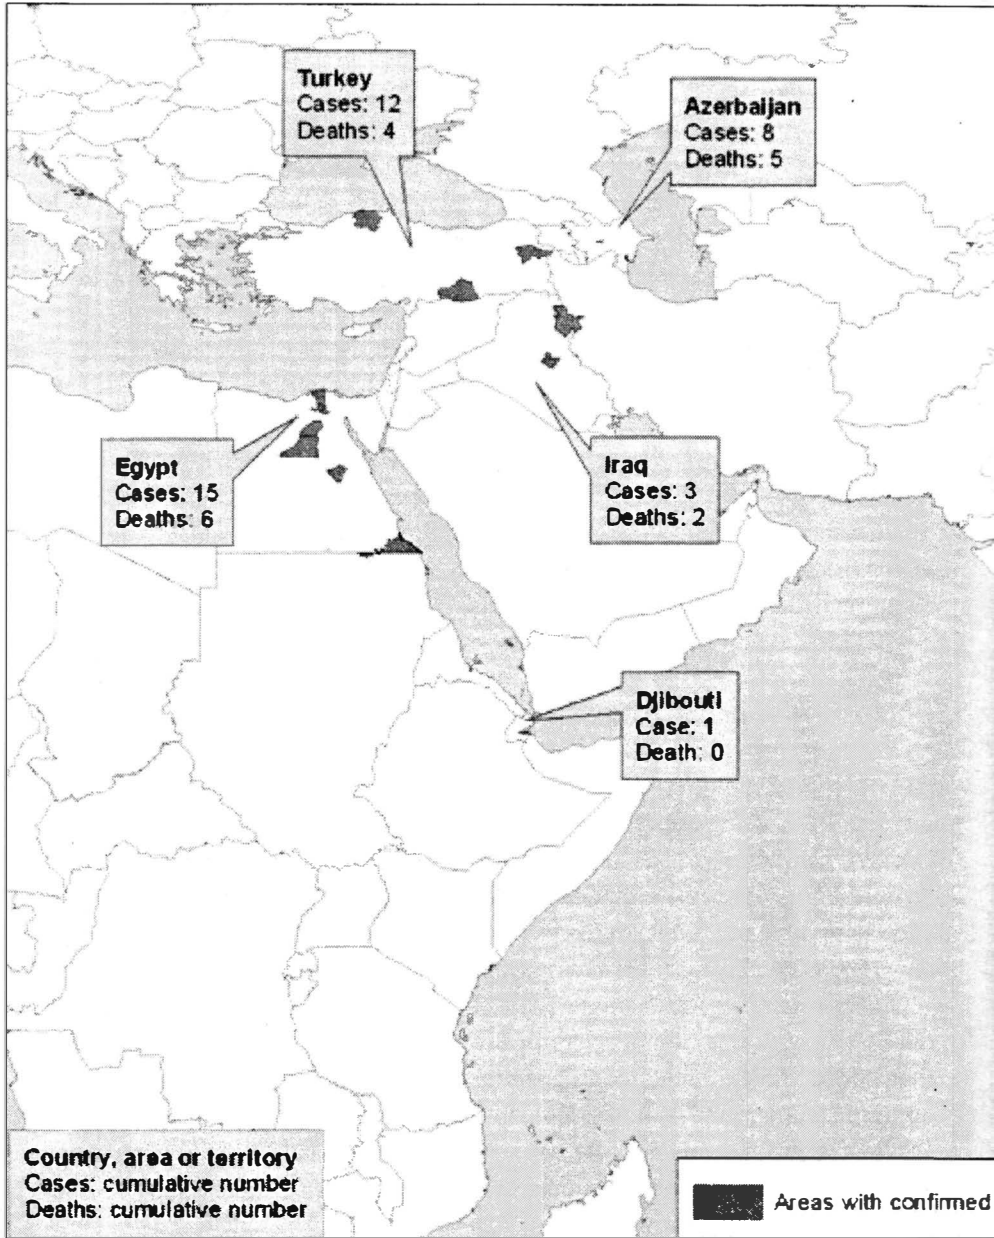 Turkey
Cases: 12
Deaths: 4
Azerbaijan
Cases: 8
Deaths: 5
Egypt
Cases: 15
Deaths: 6
Iraq
Cases: 3
Deaths: 2
Djibouti
Case: 1
Death: 0
Country, area or territory
Cases: cumulative number
Deaths: cumulative number
Areas with confirmed